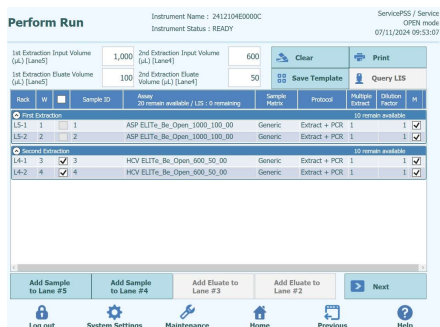 Perform Run
Instrument Name : 2412104E0000C
Instrument Status : READY
ServicePSS / Service
OPEN mode
07/11/2024 09:53:07
1st Extraction Input Volume (µL) [Lane5] 1,000 2nd Extraction Input Volume (µL) [Lane4] 600 Clear Print
1st Extraction Eluate Volume (µL) [Lane5] 100 2nd Extraction Eluate Volume (µL) [Lane4] 50 Save Template Query LIS
Rack W Sample ID Assay 20 remain available / LIS : 0 remaining Sample Matrix Protocol Multiple Extract Dilution Factor M
First Extraction 10 remain available
L5-1 1 1 ASP ELITe_Be_Open_1000_100_00 Generic Extract + PCR 1 1
L5-2 2 2 ASP ELITe_Be_Open_1000_100_00 Generic Extract + PCR 1 1
Second Extraction 10 remain available
L4-1 3 3 HCV ELITe_Be_Open_600_50_00 Generic Extract + PCR 1 1
L4-2 4 4 HCV ELITe_Be_Open_600_50_00 Generic Extract + PCR 1 1
Add Sample to Lane #5 Add Sample to Lane #4 Add Eluate to Lane #3 Add Eluate to Lane #2 Next
Log out System Settings Maintenance Home Previous Help